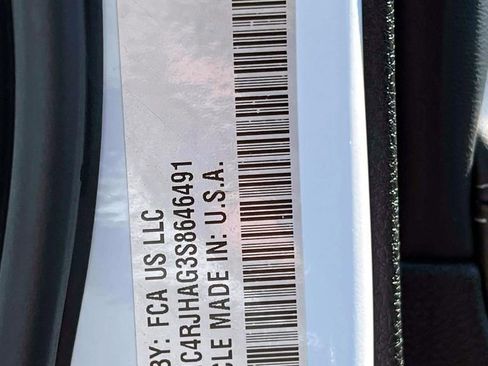 BY: FCA US LLC
C4RJHAG3S8646491
CLE MADE IN: U.S.A.